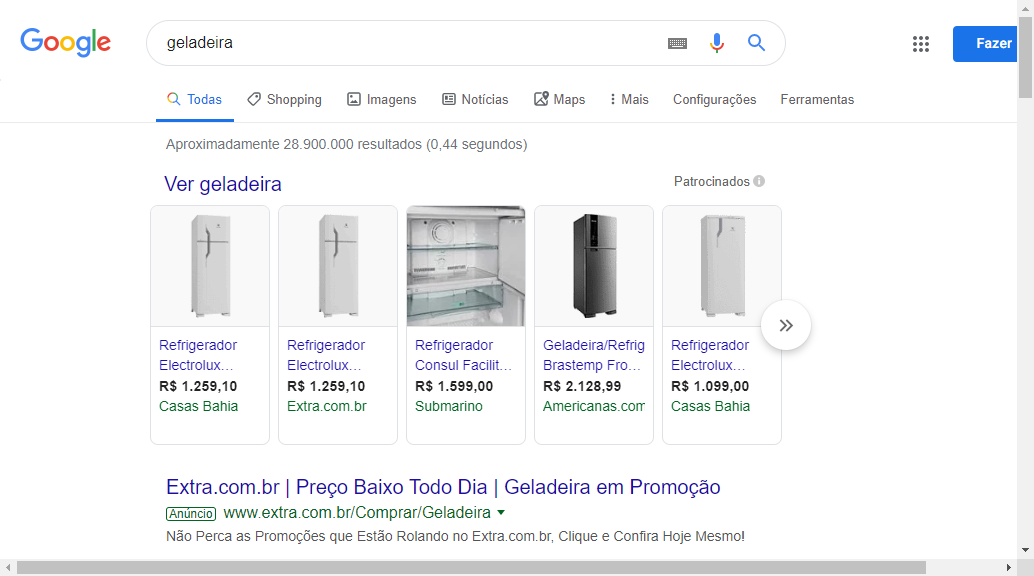 Google
geladeira
Fazer
Todas Shopping Imagens Notícias Maps Mais Configurações Ferramentas
Aproximadamente 28.900.000 resultados (0,44 segundos)
Ver geladeira
Patrocinados
Refrigerador
Electrolux…
R$ 1.259,10
Casas Bahia
Refrigerador
Electrolux…
R$ 1.259,10
Extra.com.br
Refrigerador
Consul Facilit…
R$ 1.599,00
Submarino
Geladeira/Refrig
Brastemp Fro…
R$ 2.128,99
Americanas.com
Refrigerador
Electrolux…
R$ 1.099,00
Casas Bahia
Extra.com.br | Preço Baixo Todo Dia | Geladeira em Promoção
Anúncio www.extra.com.br/Comprar/Geladeira
Não Perca as Promoções que Estão Rolando no Extra.com.br, Clique e Confira Hoje Mesmo!